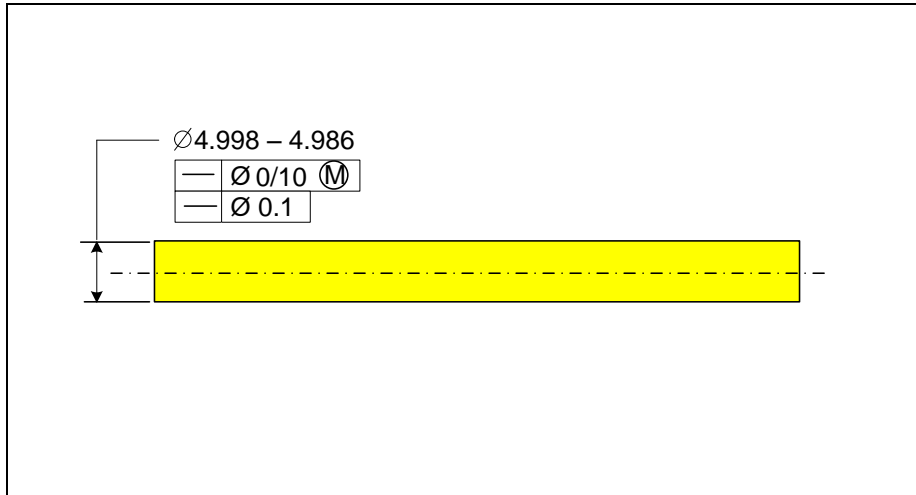 ∅4.998 – 4.986
— Ø 0/10 Ⓜ
— Ø 0.1